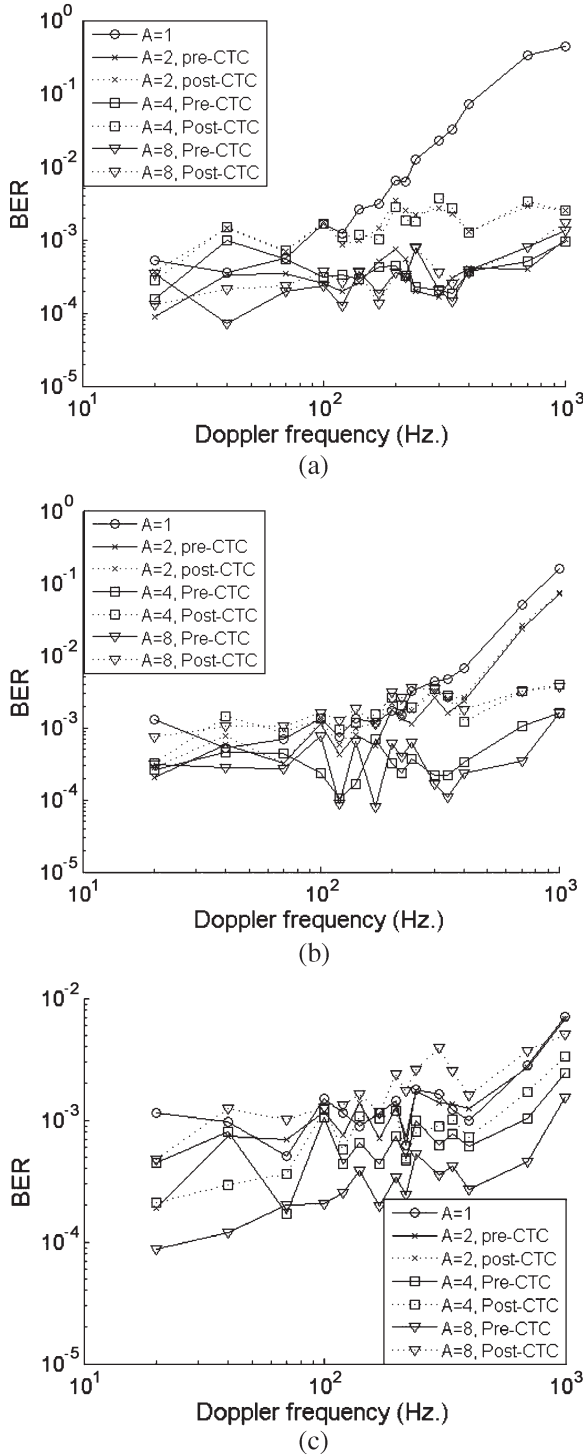 10^0
A=1
A=2, pre-CTC
A=2, post-CTC
A=4, Pre-CTC
A=4, Post-CTC
A=8, Pre-CTC
A=8, Post-CTC
10^-1
10^-2
BER
10^-3
10^-4
10^-5
10^1
10^2
10^3
Doppler frequency (Hz.)
(a)
10^0
A=1
A=2, pre-CTC
A=2, post-CTC
A=4, Pre-CTC
A=4, Post-CTC
A=8, Pre-CTC
A=8, Post-CTC
10^-1
10^-2
BER
10^-3
10^-4
10^-5
10^1
10^2
10^3
Doppler frequency (Hz.)
(b)
10^-2
10^-3
BER
10^-4
A=1
A=2, pre-CTC
A=2, post-CTC
A=4, Pre-CTC
A=4, Post-CTC
A=8, Pre-CTC
A=8, Post-CTC
10^-5
10^1
10^2
10^3
Doppler frequency (Hz.)
(c)